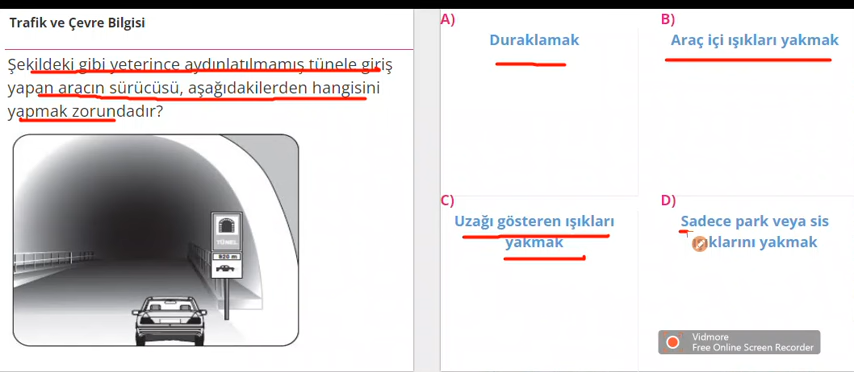 Trafik ve Çevre Bilgisi
Şekildeki gibi yeterince aydınlatılmamış tünele giriş
yapan aracın sürücüsü, aşağıdakilerden hangisini
yapmak zorundadır?
TÜNEL
A)
Duraklamak
B)
Araç içi ışıkları yakmak
C)
Uzağı gösteren ışıkları
yakmak
D)
Sadece park veya sis
ışıklarını yakmak
Vidmore
Free Online Screen Recorder